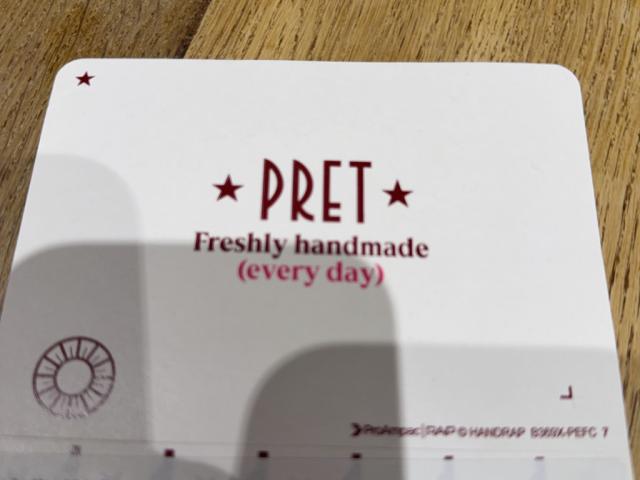 ★ PRET ★
Freshly handmade
(every day)
ProAmpac | RAP © HANDRAP B369X-PEFC 7